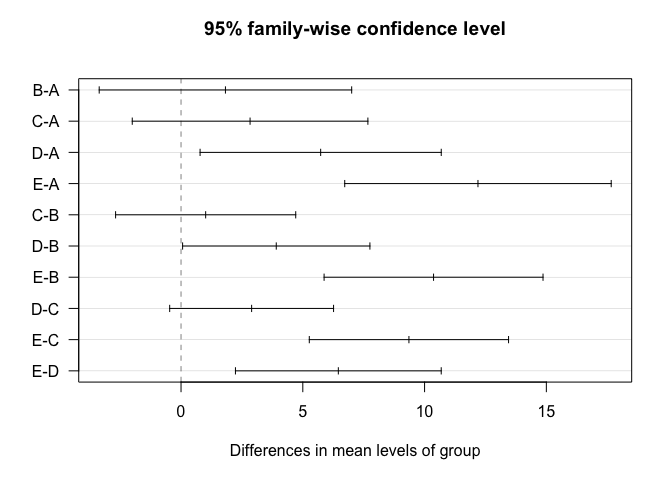 95% family-wise confidence level
B-A
C-A
D-A
E-A
C-B
D-B
E-B
D-C
E-C
E-D
0 5 10 15
Differences in mean levels of group